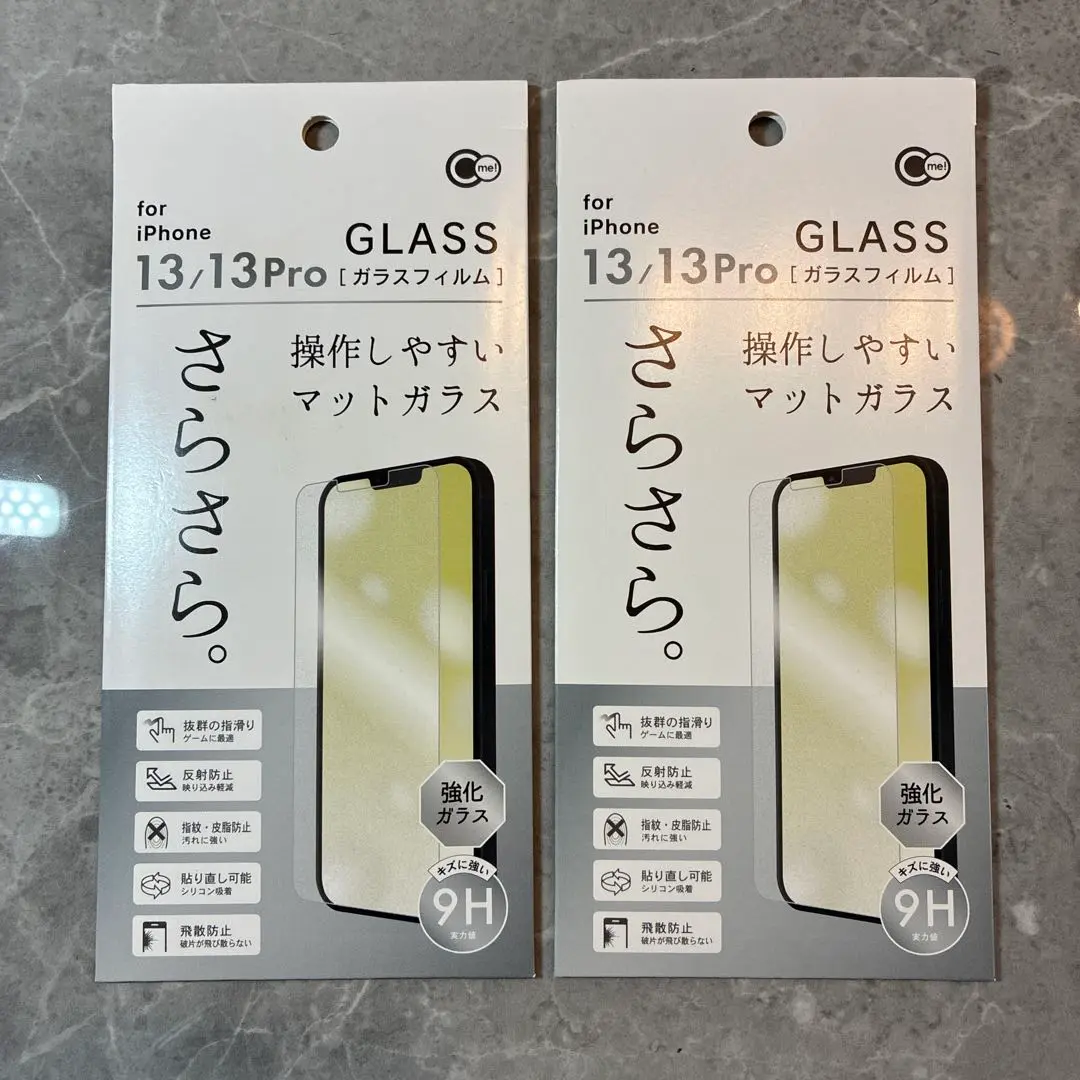 me!
for
iPhone
13/13Pro
GLASS
[ガラスフィルム]
さらさら。
操作しやすい
マットガラス
抜群の指滑り
ゲームに最適
反射防止
映り込み軽減
指紋・皮脂防止
汚れに強い
貼り直し可能
シリコン吸着
飛散防止
破片が飛び散らない
強化
ガラス
キズに強い
9H
実力値
me!
for
iPhone
13/13Pro
GLASS
[ガラスフィルム]
さらさら。
操作しやすい
マットガラス
抜群の指滑り
ゲームに最適
反射防止
映り込み軽減
指紋・皮脂防止
汚れに強い
貼り直し可能
シリコン吸着
飛散防止
破片が飛び散らない
強化
ガラス
キズに強い
9H
実力値